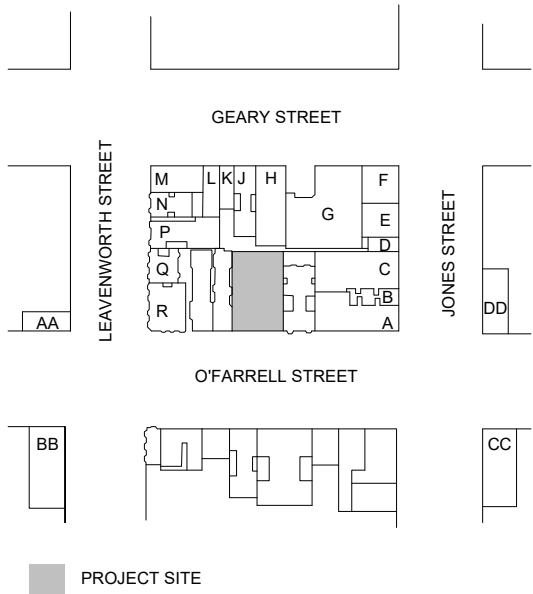 GEARY STREET
LEAVENWORTH STREET
JONES STREET
M
L
K
J
H
F
N
G
E
P
D
Q
C
R
B
A
AA
DD
O'FARRELL STREET
BB
CC
PROJECT SITE